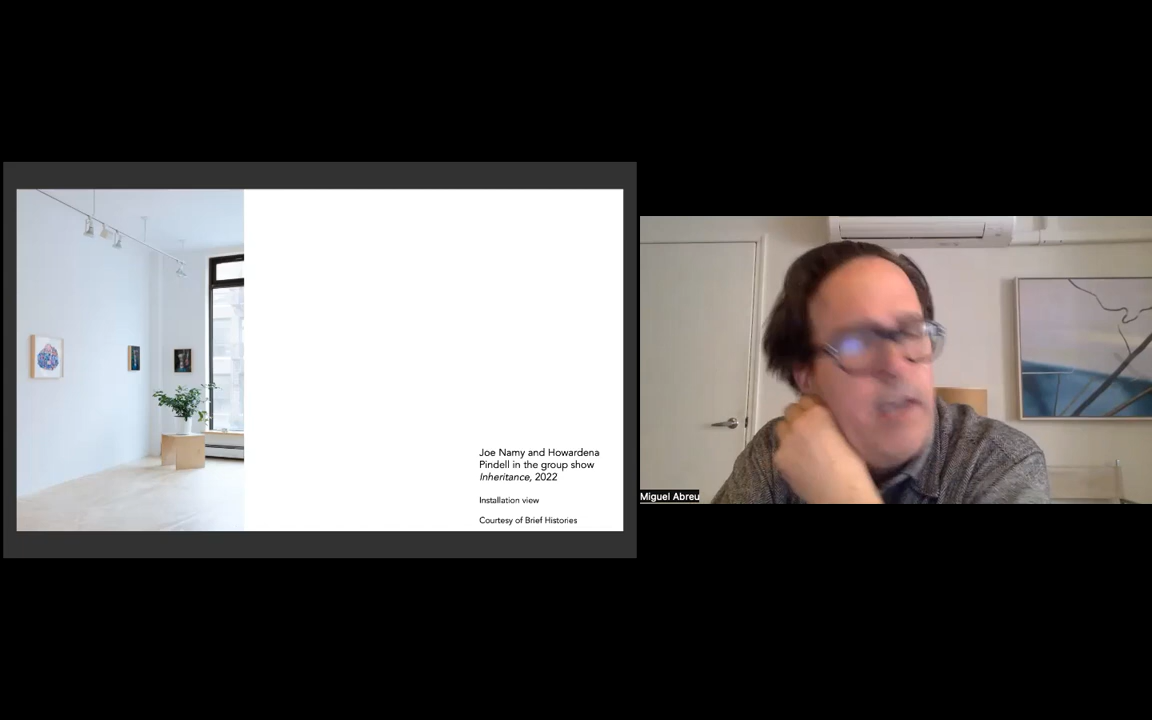 Joe Namy and Howardena
Pindell in the group show
Inheritance, 2022
Installation view
Courtesy of Brief Histories
Miguel Abreu